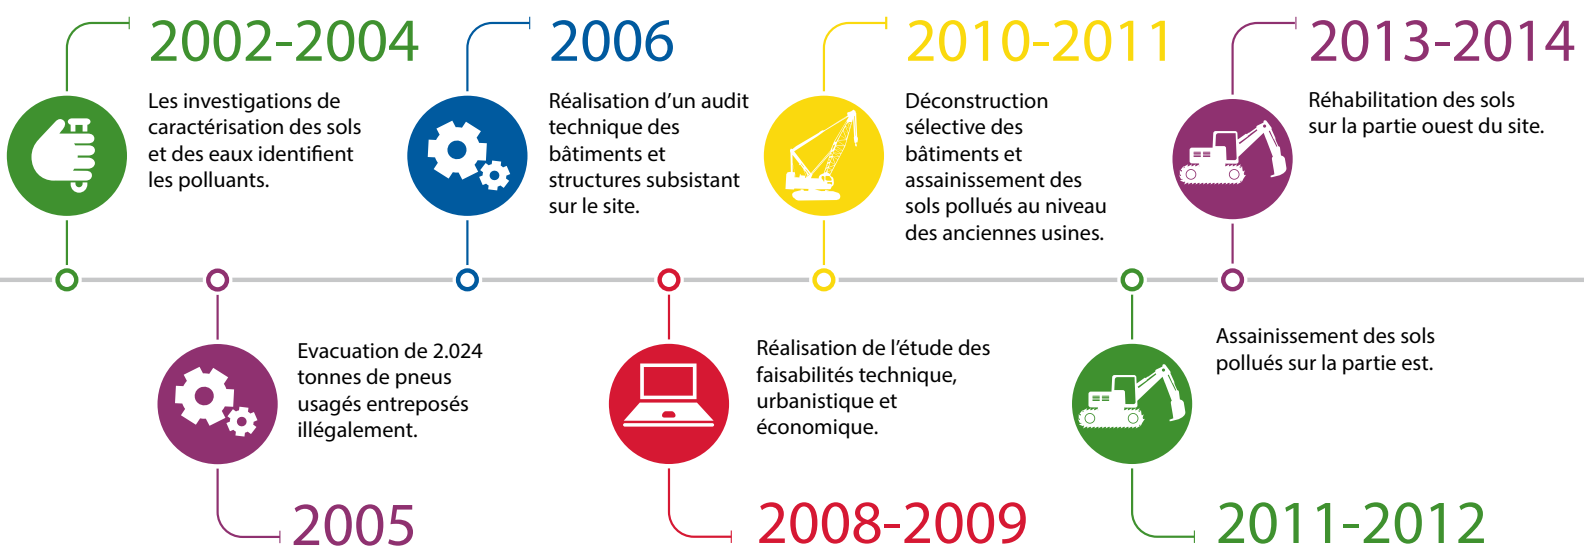 2002-2004
Les investigations de
caractérisation des sols
et des eaux identifient
les polluants.
2006
Réalisation d’un audit
technique des
bâtiments et
structures subsistant
sur le site.
2010-2011
Déconstruction
sélective des
bâtiments et
assainissement des
sols pollués au niveau
des anciennes usines.
2013-2014
Réhabilitation des sols
sur la partie ouest du site.
Evacuation de 2.024
tonnes de pneus
usagés entreposés
illégalement.
2005
Réalisation de l’étude des
faisabilités technique,
urbanistique et
économique.
2008-2009
Assainissement des sols
pollués sur la partie est.
2011-2012